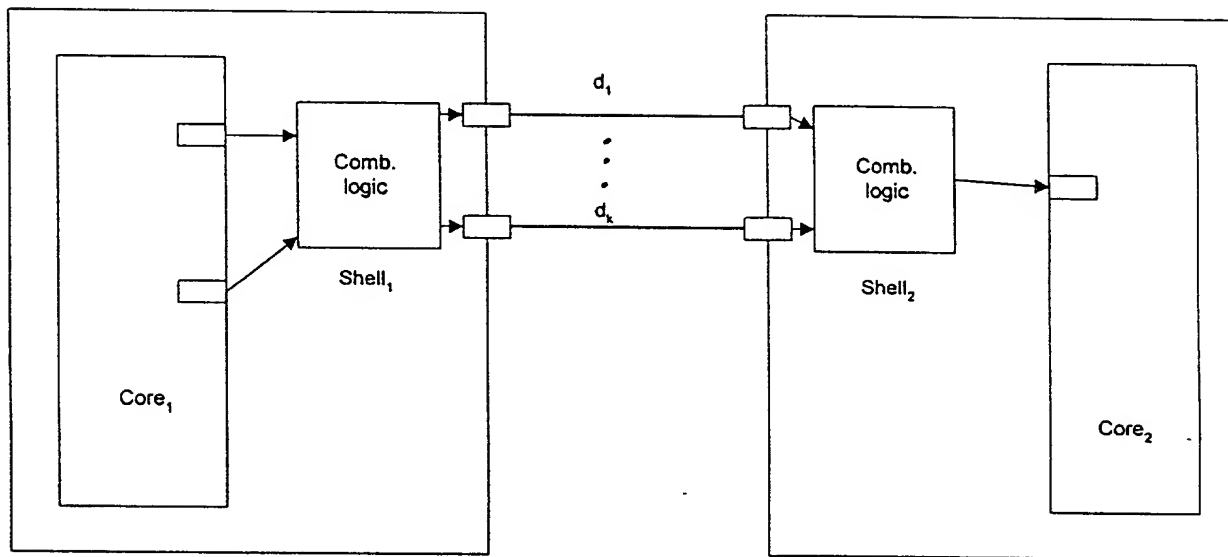 d₁
Comb.
logic
Comb.
logic
dₖ
Shell₁
Shell₂
Core₁
Core₂